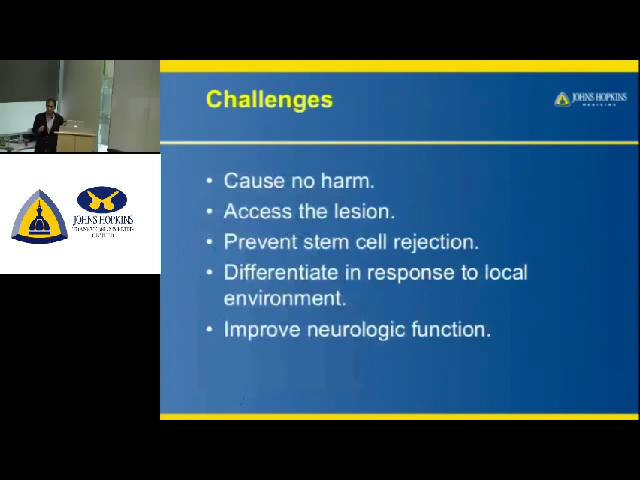 Challenges
JOHNS HOPKINS
MEDICINE
• Cause no harm.
• Access the lesion.
• Prevent stem cell rejection.
• Differentiate in response to local
environment.
• Improve neurologic function.
JOHNS HOPKINS